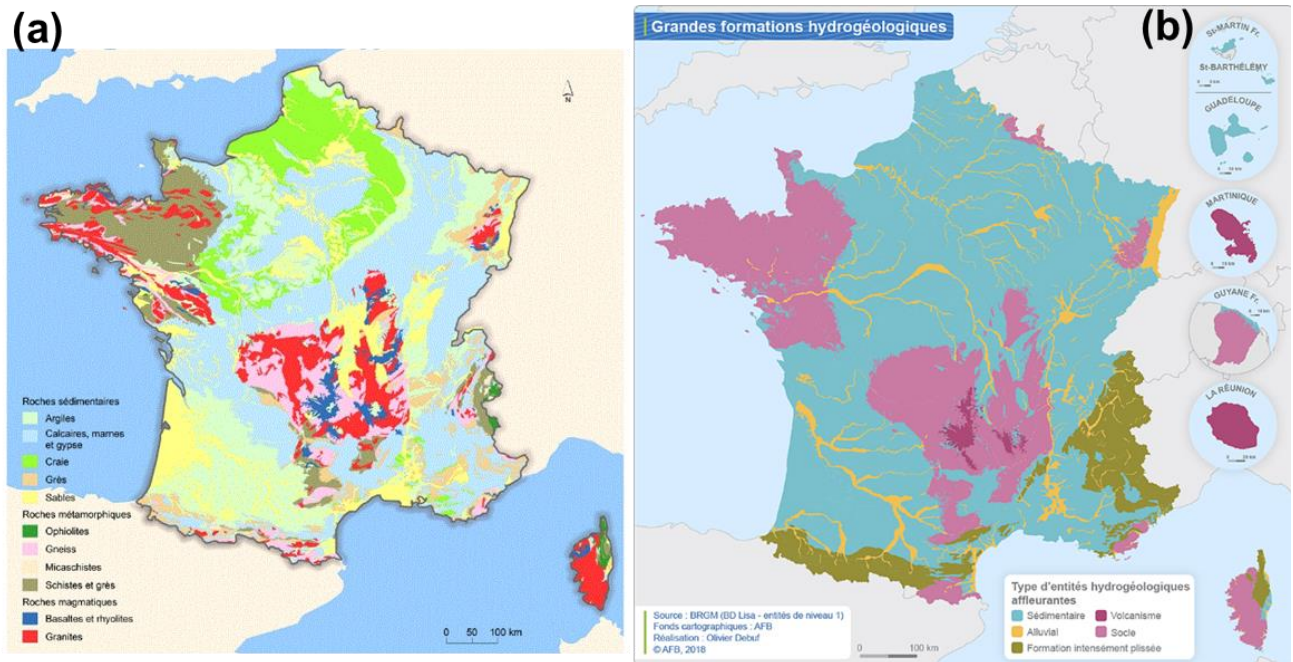 (a)
N
Roches sédimentaires
Argiles
Calcaires, marnes
et gypse
Craie
Grès
Sables
Roches métamorphiques
Ophiolites
Gneiss
Micaschistes
Schistes et grès
Roches magmatiques
Basaltes et rhyolites
Granites
0 50 100 km
Grandes formations hydrogéologiques
(b)
St-MARTIN Fr.
St-BARTHÉLÉMY
GUADELOUPE
MARTINIQUE
GUYANE Fr.
LA RÉUNION
Source : BRGM (BD Lisa - entités de niveau 1)
Fonds cartographiques : AFB
Réalisation : Olivier Debuf
© AFB, 2018
0 100 km
Type d'entités hydrogéologiques
affleurantes
Sédimentaire
Volcanisme
Alluvial
Socle
Formation intensément plissée